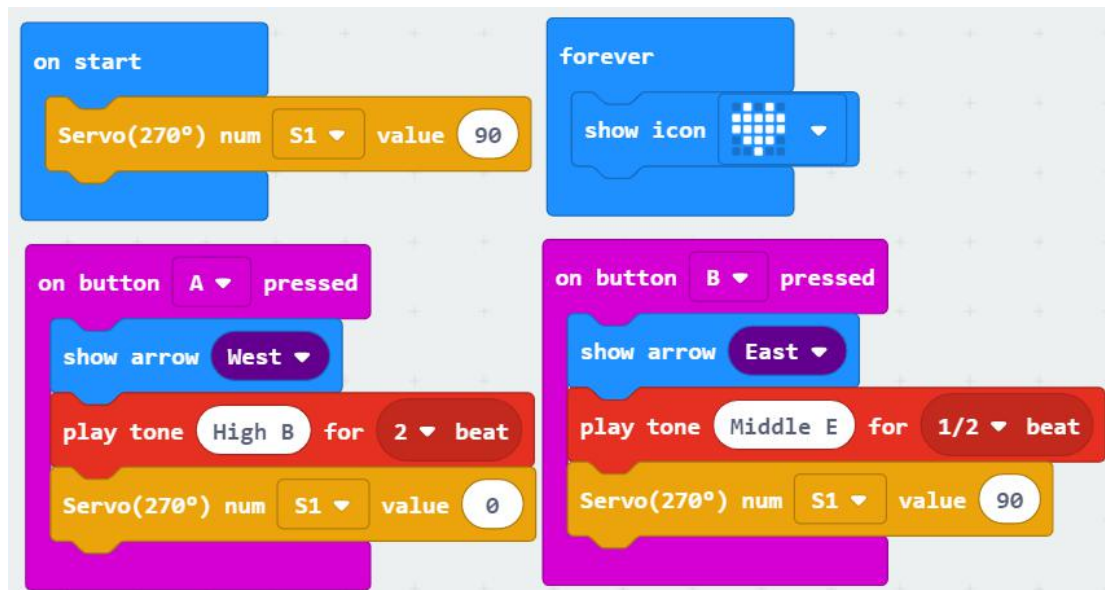 on start
Servo(270°) num S1 value 90
forever
show icon
on button A pressed
show arrow West
play tone High B for 2 beat
Servo(270°) num S1 value 0
on button B pressed
show arrow East
play tone Middle E for 1/2 beat
Servo(270°) num S1 value 90